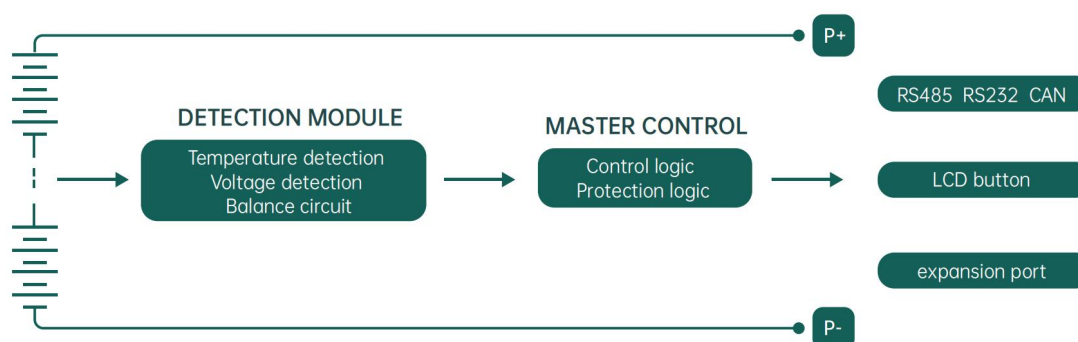 P+
RS485 RS232 CAN
DETECTION MODULE
Temperature detection
Voltage detection
Balance circuit
MASTER CONTROL
Control logic
Protection logic
LCD button
expansion port
P-